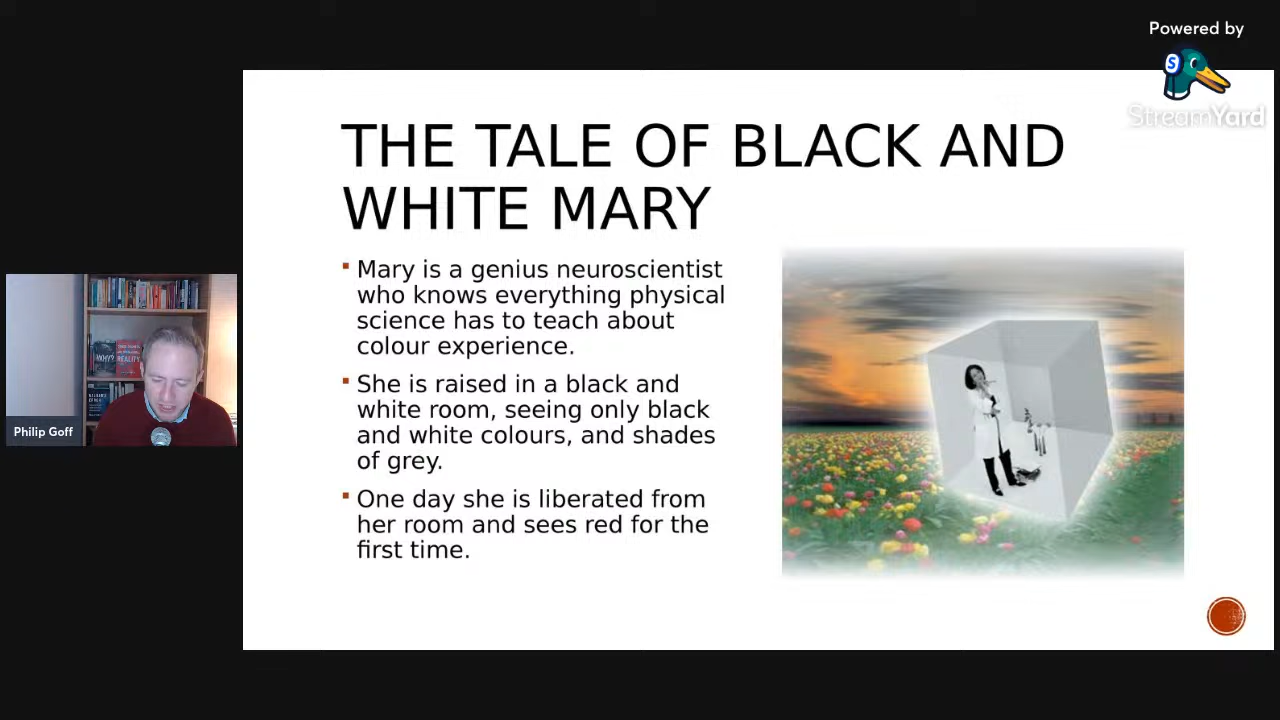 Powered by
StreamYard
THE TALE OF BLACK AND
WHITE MARY
Mary is a genius neuroscientist
who knows everything physical
science has to teach about
colour experience.
She is raised in a black and
white room, seeing only black
and white colours, and shades
of grey.
One day she is liberated from
her room and sees red for the
first time.
WHY?
REALITY
Philip Goff